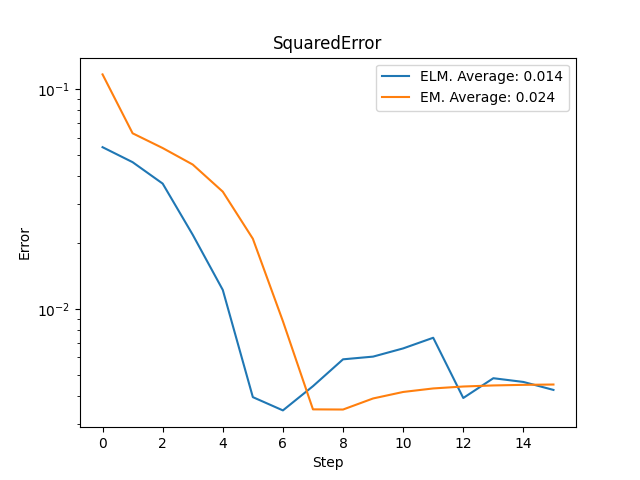 SquaredError
ELM. Average: 0.014
EM. Average: 0.024
10⁻¹
10⁻²
Error
0 2 4 6 8 10 12 14
Step